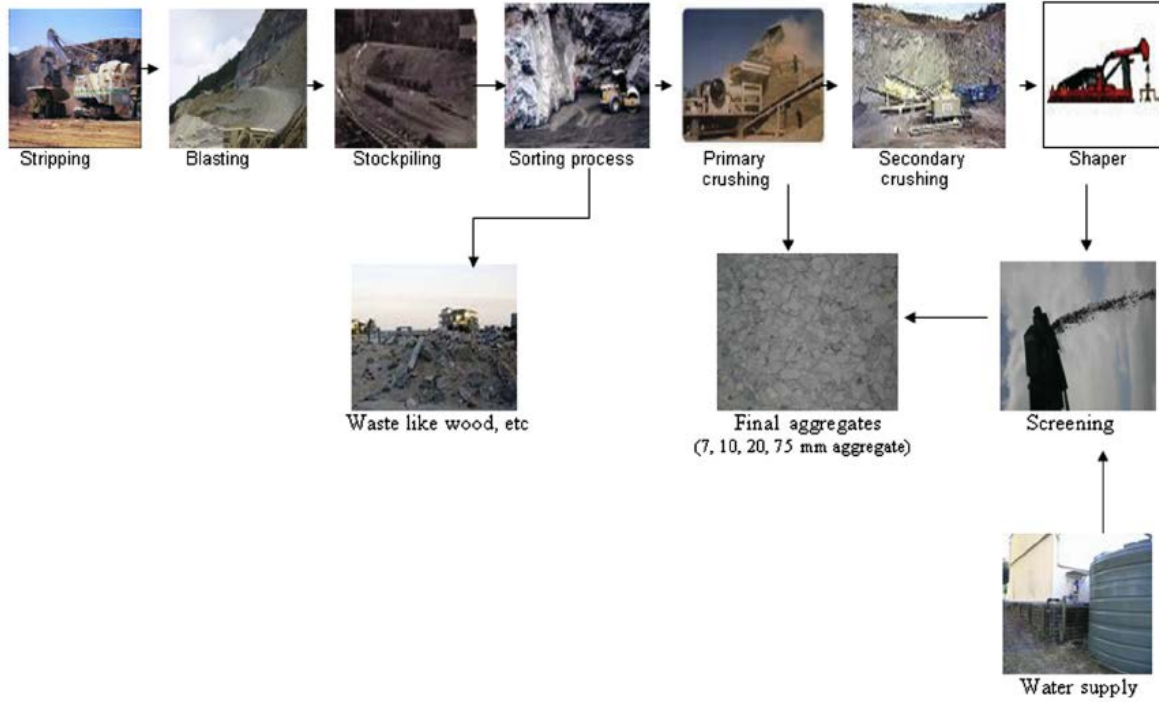 Stripping
Blasting
Stockpiling
Sorting process
Primary
crushing
Secondary
crushing
Shaper
Waste like wood, etc
Final aggregates
(7, 10, 20, 75 mm aggregate)
Screening
Water supply